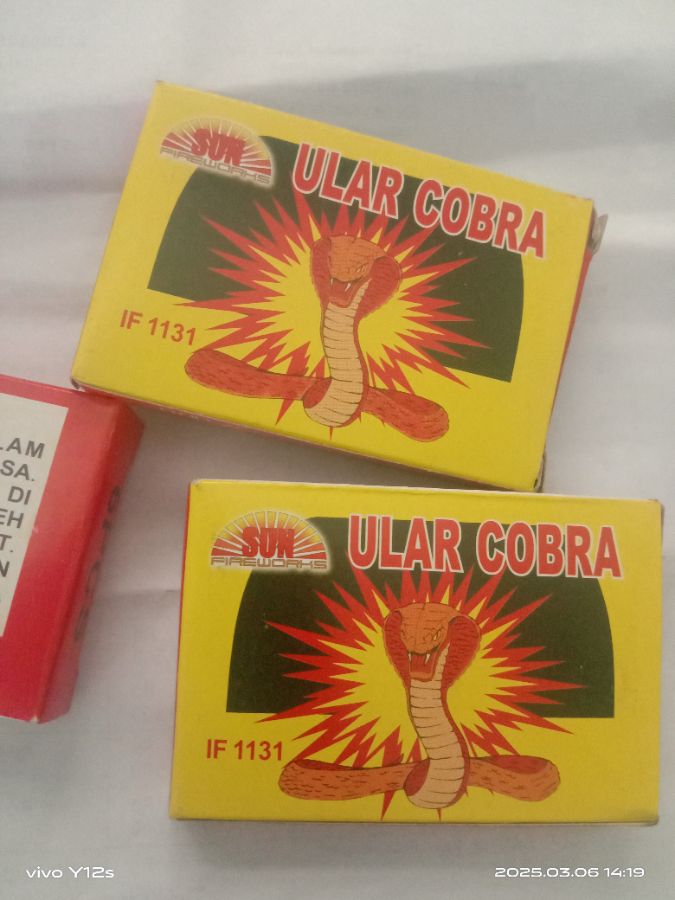 SUN
FIREWORKS
ULAR COBRA
IF 1131
LAM
SA.
DI
EH
T.
N
SUN
FIREWORKS
ULAR COBRA
IF 1131
vivo Y12s
2025.03.06 14:19